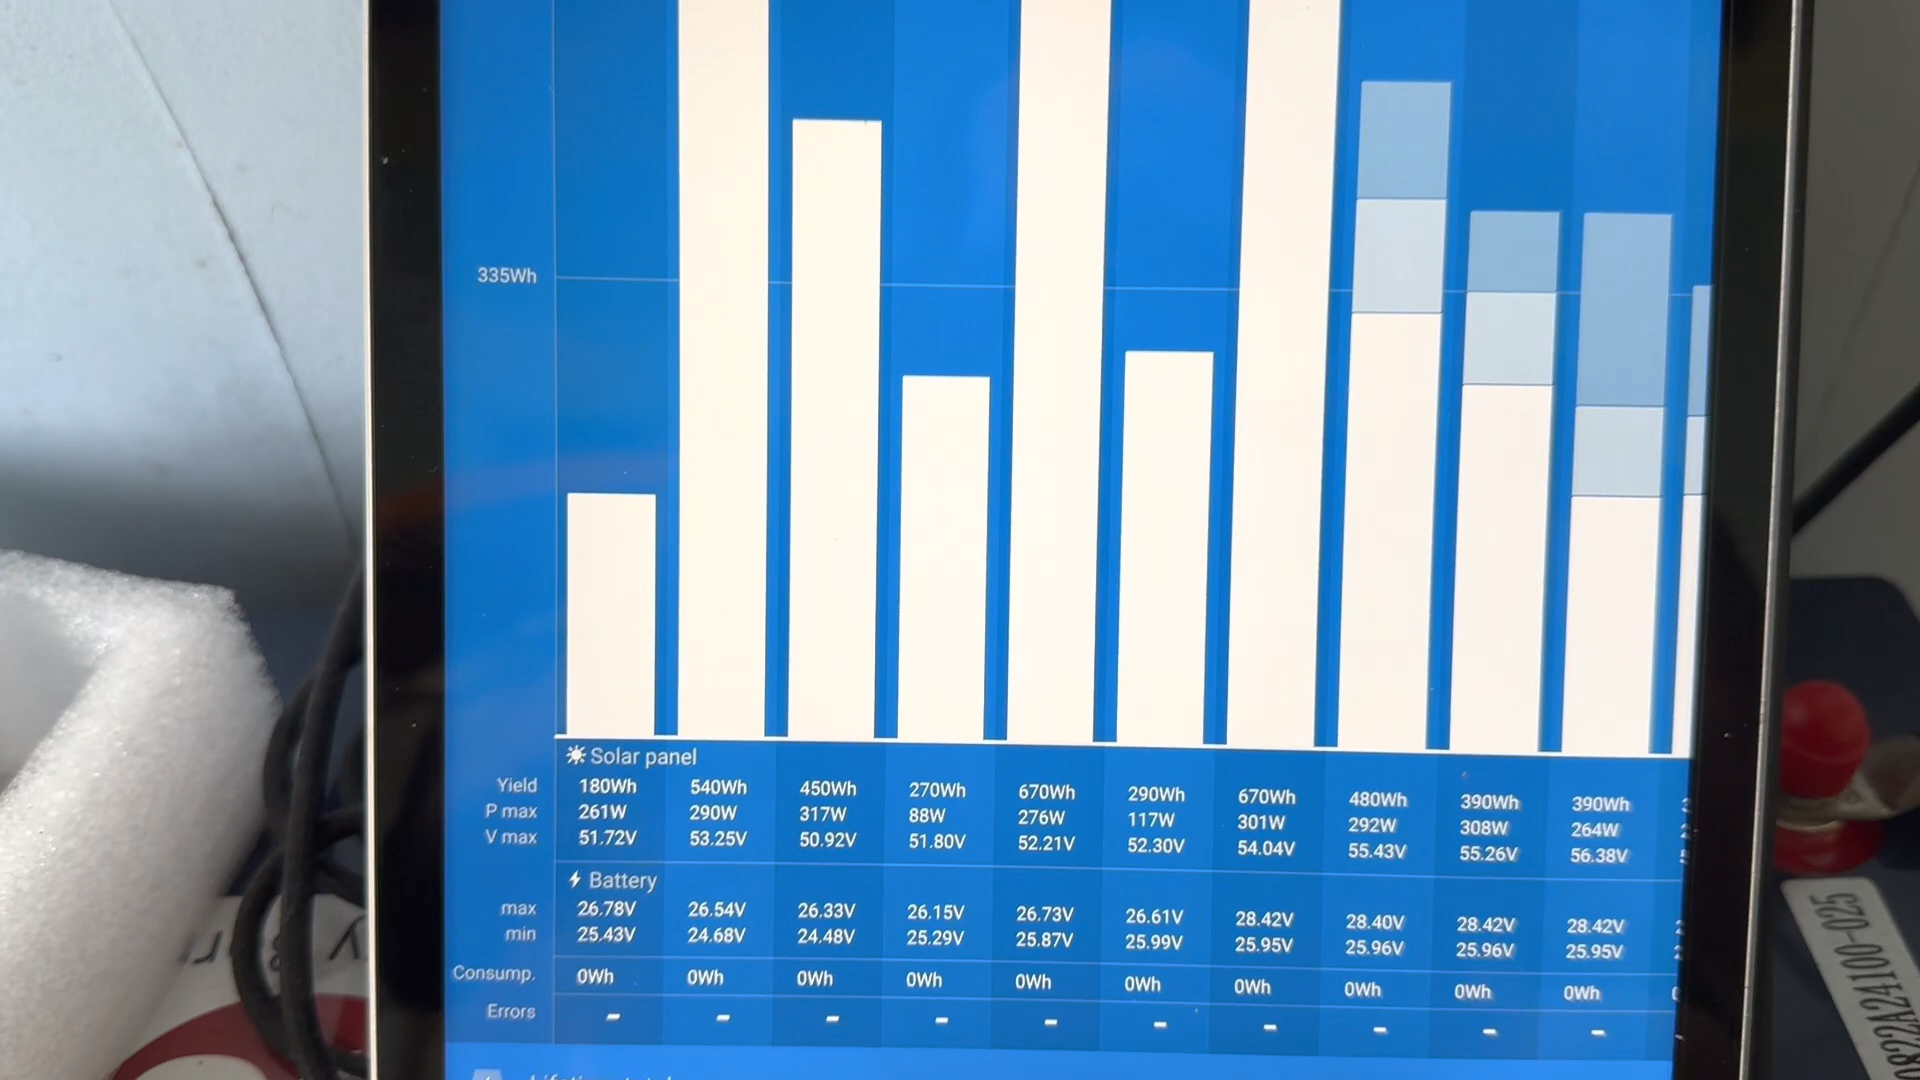 335Wh
Solar panel
Yield 180Wh 540Wh 450Wh 270Wh 670Wh 290Wh 670Wh 480Wh 390Wh 390Wh
P max 261W 290W 317W 88W 276W 117W 301W 292W 308W 264W
V max 51.72V 53.25V 50.92V 51.80V 52.21V 52.30V 54.04V 55.43V 55.26V 56.38V
Battery
max 26.78V 26.54V 26.33V 26.15V 26.73V 26.61V 28.42V 28.40V 28.42V 28.42V
min 25.43V 24.68V 24.48V 25.29V 25.87V 25.99V 25.95V 25.96V 25.96V 25.95V
Consump. 0Wh 0Wh 0Wh 0Wh 0Wh 0Wh 0Wh 0Wh 0Wh 0Wh
Errors - - - - - - - - - -
0822A24100-025